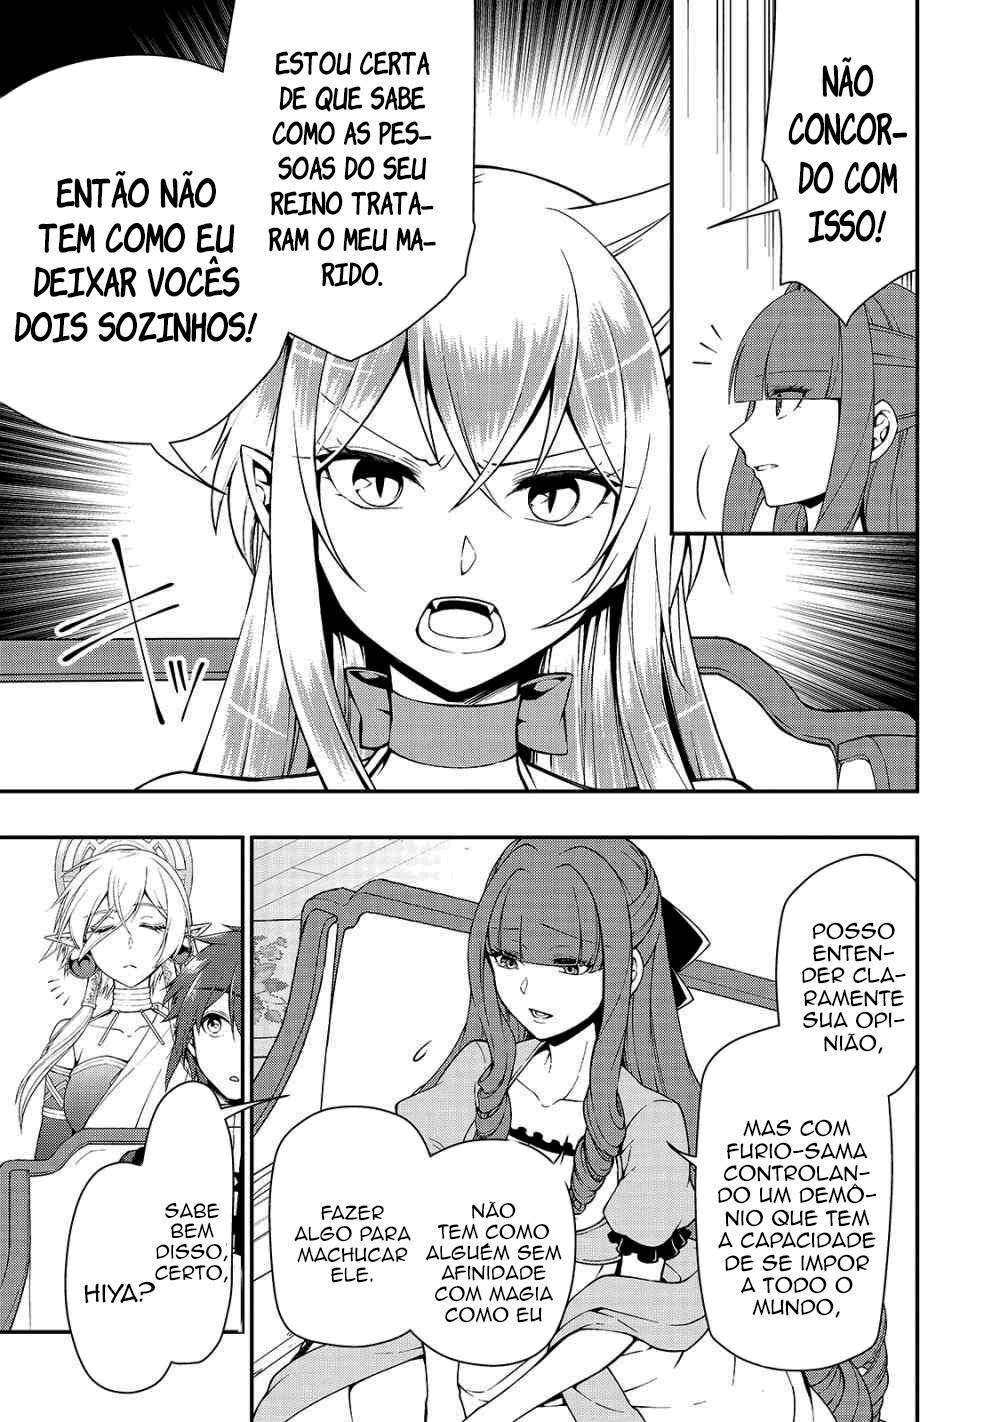 NÃO
CONCOR-
DO COM
ISSO!
ESTOU CERTA
DE QUE SABE
COMO AS PES-
SOAS DO SEU
REINO TRATA-
RAM O MEU MA-
RIDO.
ENTÃO NÃO
TEM COMO EU
DEIXAR VOCÊS
DOIS SOZINHOS!
POSSO
ENTEN-
DER CLA-
RAMENTE
SUA OPI-
NIÃO,
MAS COM
FURIO-SAMA
CONTROLAN-
DO UM DEMÔ-
NIO QUE TEM
A CAPACIDADE
DE SE IMPOR
A TODO O
MUNDO,
NÃO
TEM COMO
ALGUÉM SEM
AFINIDADE
COM MAGIA
COMO EU
FAZER
ALGO PARA
MACHUCAR
ELE.
SABE
BEM
DISSO,
CERTO,
HIYA?